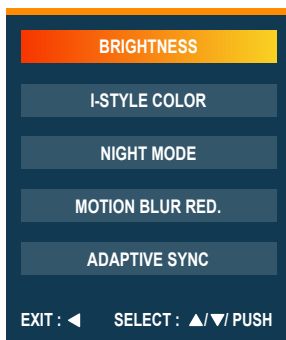 BRIGHTNESS
I-STYLE COLOR
NIGHT MODE
MOTION BLUR RED.
ADAPTIVE SYNC
EXIT : ◀ SELECT : ▲/▼/ PUSH